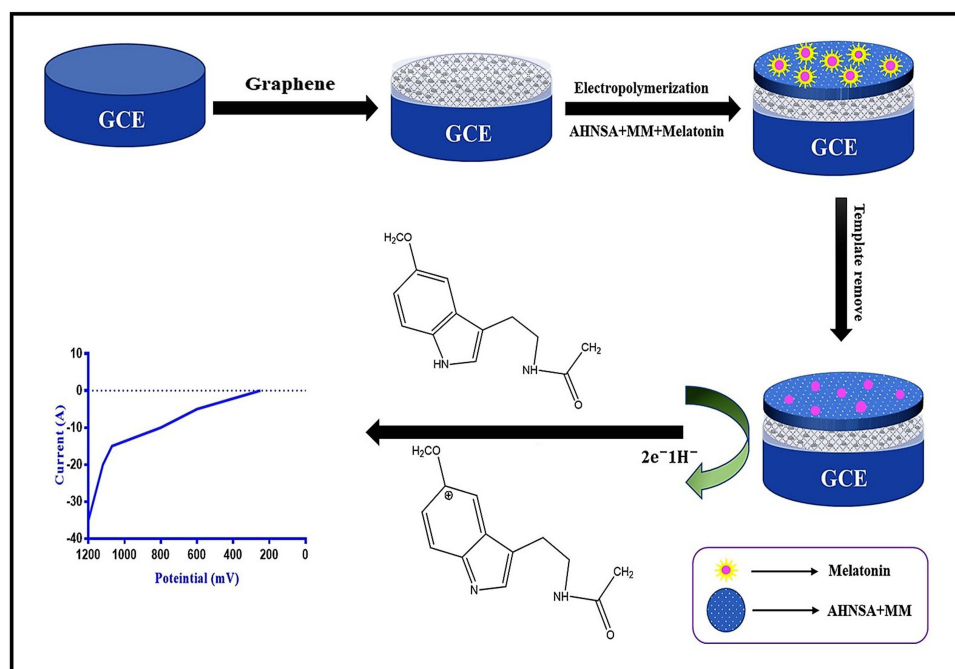 GCE
Graphene
GCE
Electropolymerization
AHNSA+MM+Melatonin
GCE
Template remove
H₂CO
HN
NH
CH₂
O
10
0
-10
-20
-30
-40
Current (A)
1200 1000 800 600 400 200 0
Poteintial (mV)
2e⁻1H⁻
GCE
H₂CO
⊕
N
NH
CH₂
O
Melatonin
AHNSA+MM